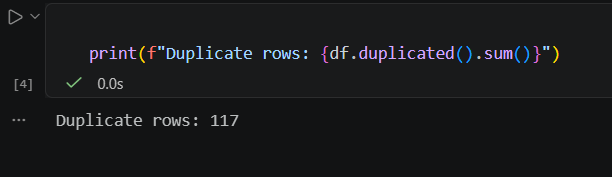 print(f"Duplicate rows: {df.duplicated().sum()}")
[4]
0.0s
Duplicate rows: 117